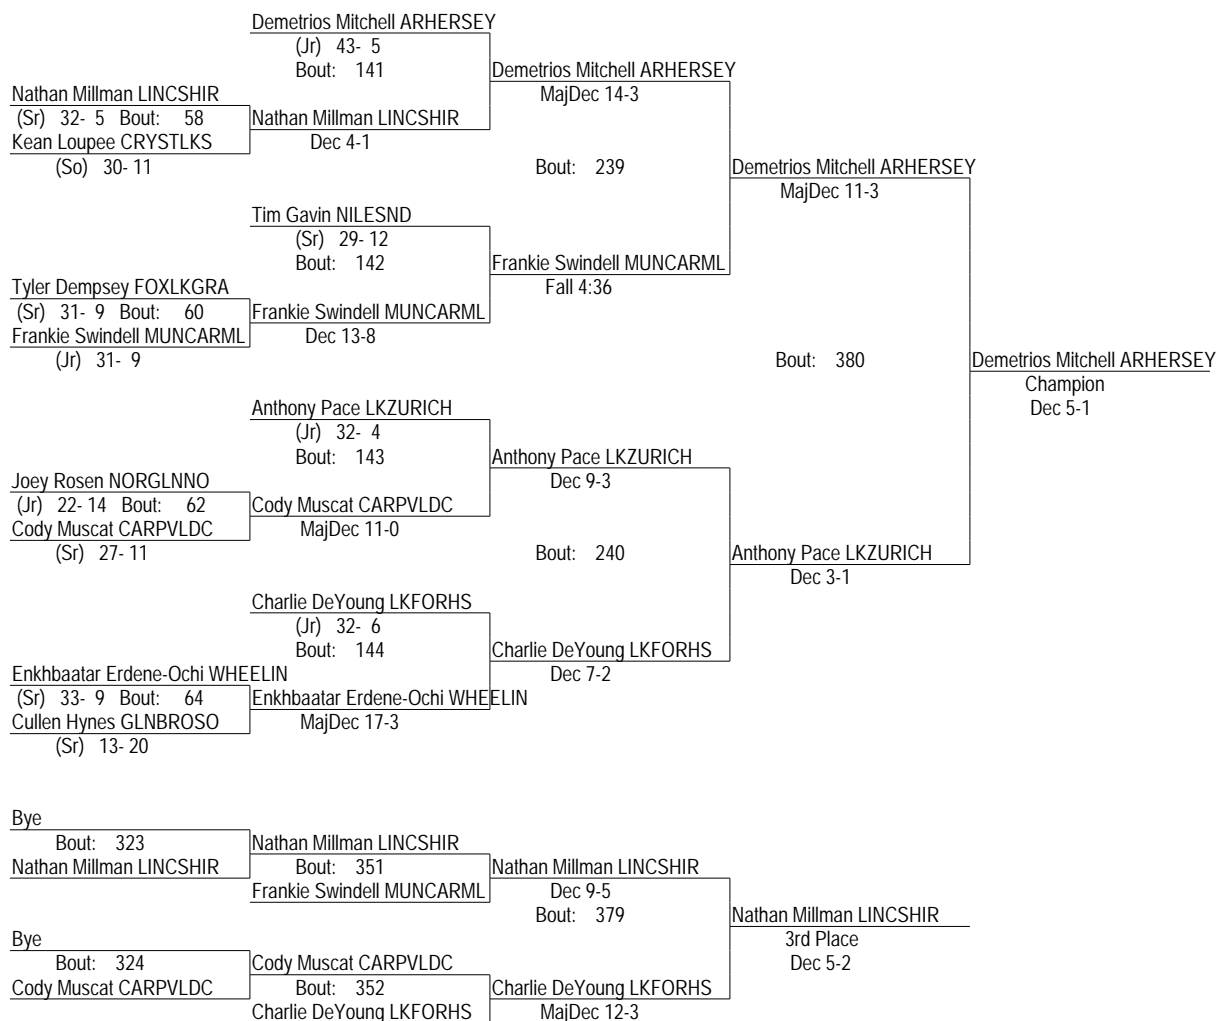 Demetrios Mitchell ARHERSEY
(Jr) 43- 5
Bout: 141
Demetrios Mitchell ARHERSEY
MajDec 14-3
Nathan Millman LINCSHIR
(Sr) 32- 5 Bout: 58
Nathan Millman LINCSHIR
Kean Loupee CRYSTLKS
Dec 4-1
(So) 30- 11
Bout: 239
Demetrios Mitchell ARHERSEY
MajDec 11-3
Tim Gavin NILESND
(Sr) 29- 12
Bout: 142
Frankie Swindell MUNCARML
Fall 4:36
Tyler Dempsey FOXLKGRA
(Sr) 31- 9 Bout: 60
Frankie Swindell MUNCARML
Frankie Swindell MUNCARML
Dec 13-8
(Jr) 31- 9
Bout: 380
Demetrios Mitchell ARHERSEY
Champion
Dec 5-1
Anthony Pace LKZURICH
(Jr) 32- 4
Bout: 143
Anthony Pace LKZURICH
Dec 9-3
Joey Rosen NORGLNNO
(Jr) 22- 14 Bout: 62
Cody Muscat CARPVLDC
Cody Muscat CARPVLDC
MajDec 11-0
(Sr) 27- 11
Bout: 240
Anthony Pace LKZURICH
Dec 3-1
Charlie DeYoung LKFORHS
(Jr) 32- 6
Bout: 144
Charlie DeYoung LKFORHS
Dec 7-2
Enkhbaatar Erdene-Ochi WHEELIN
(Sr) 33- 9 Bout: 64
Enkhbaatar Erdene-Ochi WHEELIN
Cullen Hynes GLNBROSO
MajDec 17-3
(Sr) 13- 20
Bye
Bout: 323
Nathan Millman LINCSHIR
Nathan Millman LINCSHIR
Bout: 351
Nathan Millman LINCSHIR
Frankie Swindell MUNCARML
Dec 9-5
Bout: 379
Nathan Millman LINCSHIR
3rd Place
Dec 5-2
Bye
Bout: 324
Cody Muscat CARPVLDC
Cody Muscat CARPVLDC
Bout: 352
Charlie DeYoung LKFORHS
Charlie DeYoung LKFORHS
MajDec 12-3